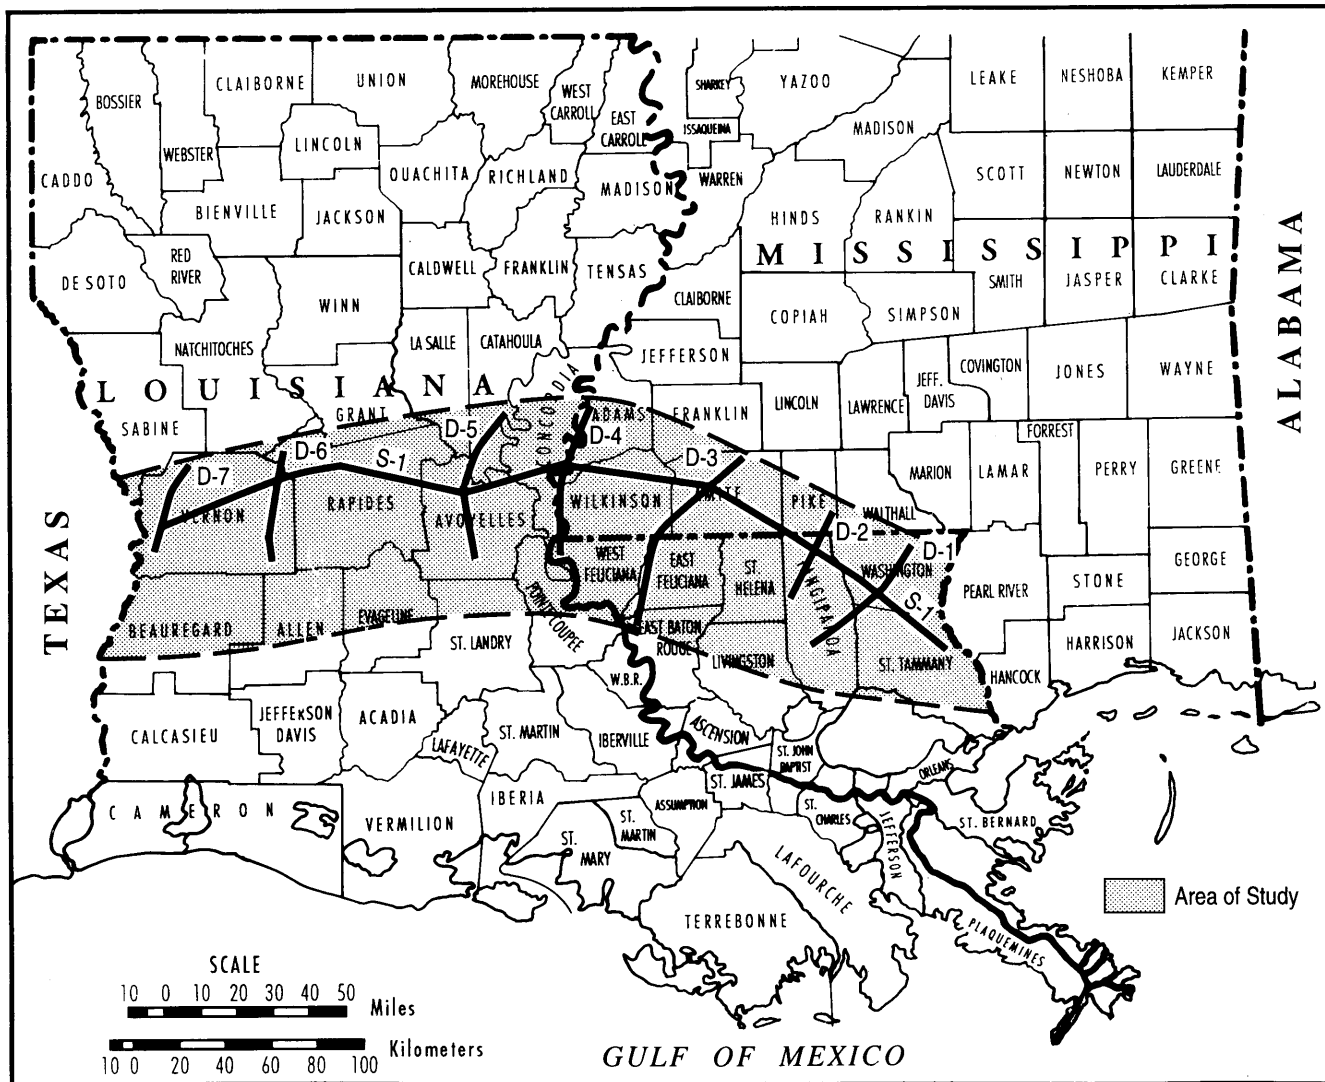 CLAIBORNE
UNION
MOREHOUSE
WEST
CARROLL
EAST
CARROLL
BOSSIER
WEBSTER
LINCOLN
CADDO
BIENVILLE
JACKSON
OUACHITA
RICHLAND
MADISON
SHARKEY
YAZOO
ISSAQUENA
MADISON
LEAKE
NESHOBA
KEMPER
WARREN
SCOTT
NEWTON
LAUDERDALE
HINDS
RANKIN
MISSISSIPPI
DE SOTO
RED
RIVER
CALDWELL
FRANKLIN
TENSAS
WINN
CLAIBORNE
COPIAH
SIMPSON
SMITH
JASPER
CLARKE
ALABAMA
NATCHITOCHES
LA SALLE
CATAHOULA
JEFFERSON
LOUISIANA
CONCORDIA
LINCOLN
LAWRENCE
JEFF.
DAVIS
COVINGTON
JONES
WAYNE
SABINE
GRANT
D-5
ADAMS
D-4
FRANKLIN
FORREST
D-7
D-6
S-1
D-3
MARION
LAMAR
PERRY
GREENE
VERNON
RAPIDES
AVOYELLES
WILKINSON
AMITE
PIKE
WALTHALL
D-2
D-1
TEXAS
WEST
FELICIANA
EAST
FELICIANA
ST.
HELENA
TANGIPAHOA
WASHINGTON
S-1'
PEARL RIVER
STONE
GEORGE
BEAUREGARD
ALLEN
EVAGELINE
ST. LANDRY
POINTCOUPEE
EAST BATON
ROUGE
LIVINGSTON
ST. TAMMANY
HANCOCK
HARRISON
JACKSON
W.B.R.
CALCASIEU
JEFFERSON
DAVIS
ACADIA
LAFAYETTE
ST. MARTIN
IBERVILLE
ASCENSION
ST. JOHN
BAPTIST
ORLEANS
ST. JAMES
CAMERON
VERMILION
IBERIA
ST.
MARTIN
ASSUMPTION
ST.
CHARLES
JEFFERSON
ST. BERNARD
ST.
MARY
LAFOURCHE
TERREBONNE
PLAQUEMINES
Area of Study
SCALE
10 0 10 20 30 40 50
Miles
Kilometers
10 0 20 40 60 80 100
GULF OF MEXICO